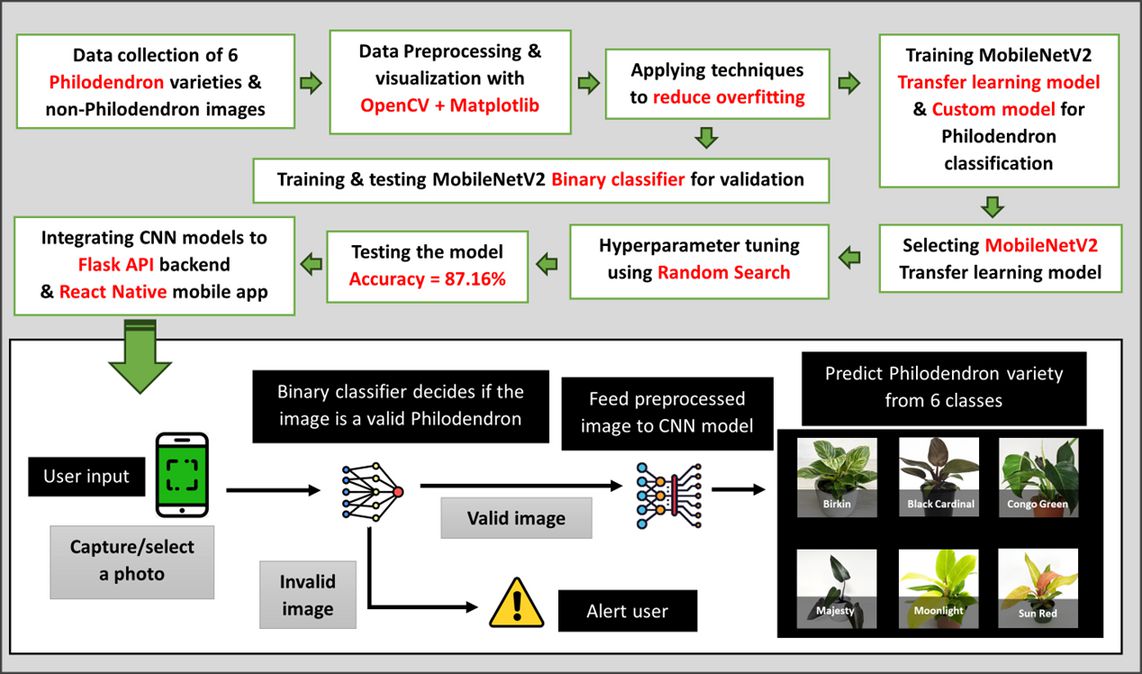 Data collection of 6
Philodendron varieties &
non-Philodendron images
Data Preprocessing &
visualization with
OpenCV + Matplotlib
Applying techniques
to reduce overfitting
Training MobileNetV2
Transfer learning model
& Custom model for
Philodendron
classification
Training & testing MobileNetV2 Binary classifier for validation
Selecting MobileNetV2
Transfer learning model
Hyperparameter tuning
using Random Search
Testing the model
Accuracy = 87.16%
Integrating CNN models to
Flask API backend
& React Native mobile app
User input
Capture/select
a photo
Binary classifier decides if the
image is a valid Philodendron
Valid image
Invalid
image
Alert user
Feed preprocessed
image to CNN model
Predict Philodendron variety
from 6 classes
Birkin
Black Cardinal
Congo Green
Majesty
Moonlight
Sun Red